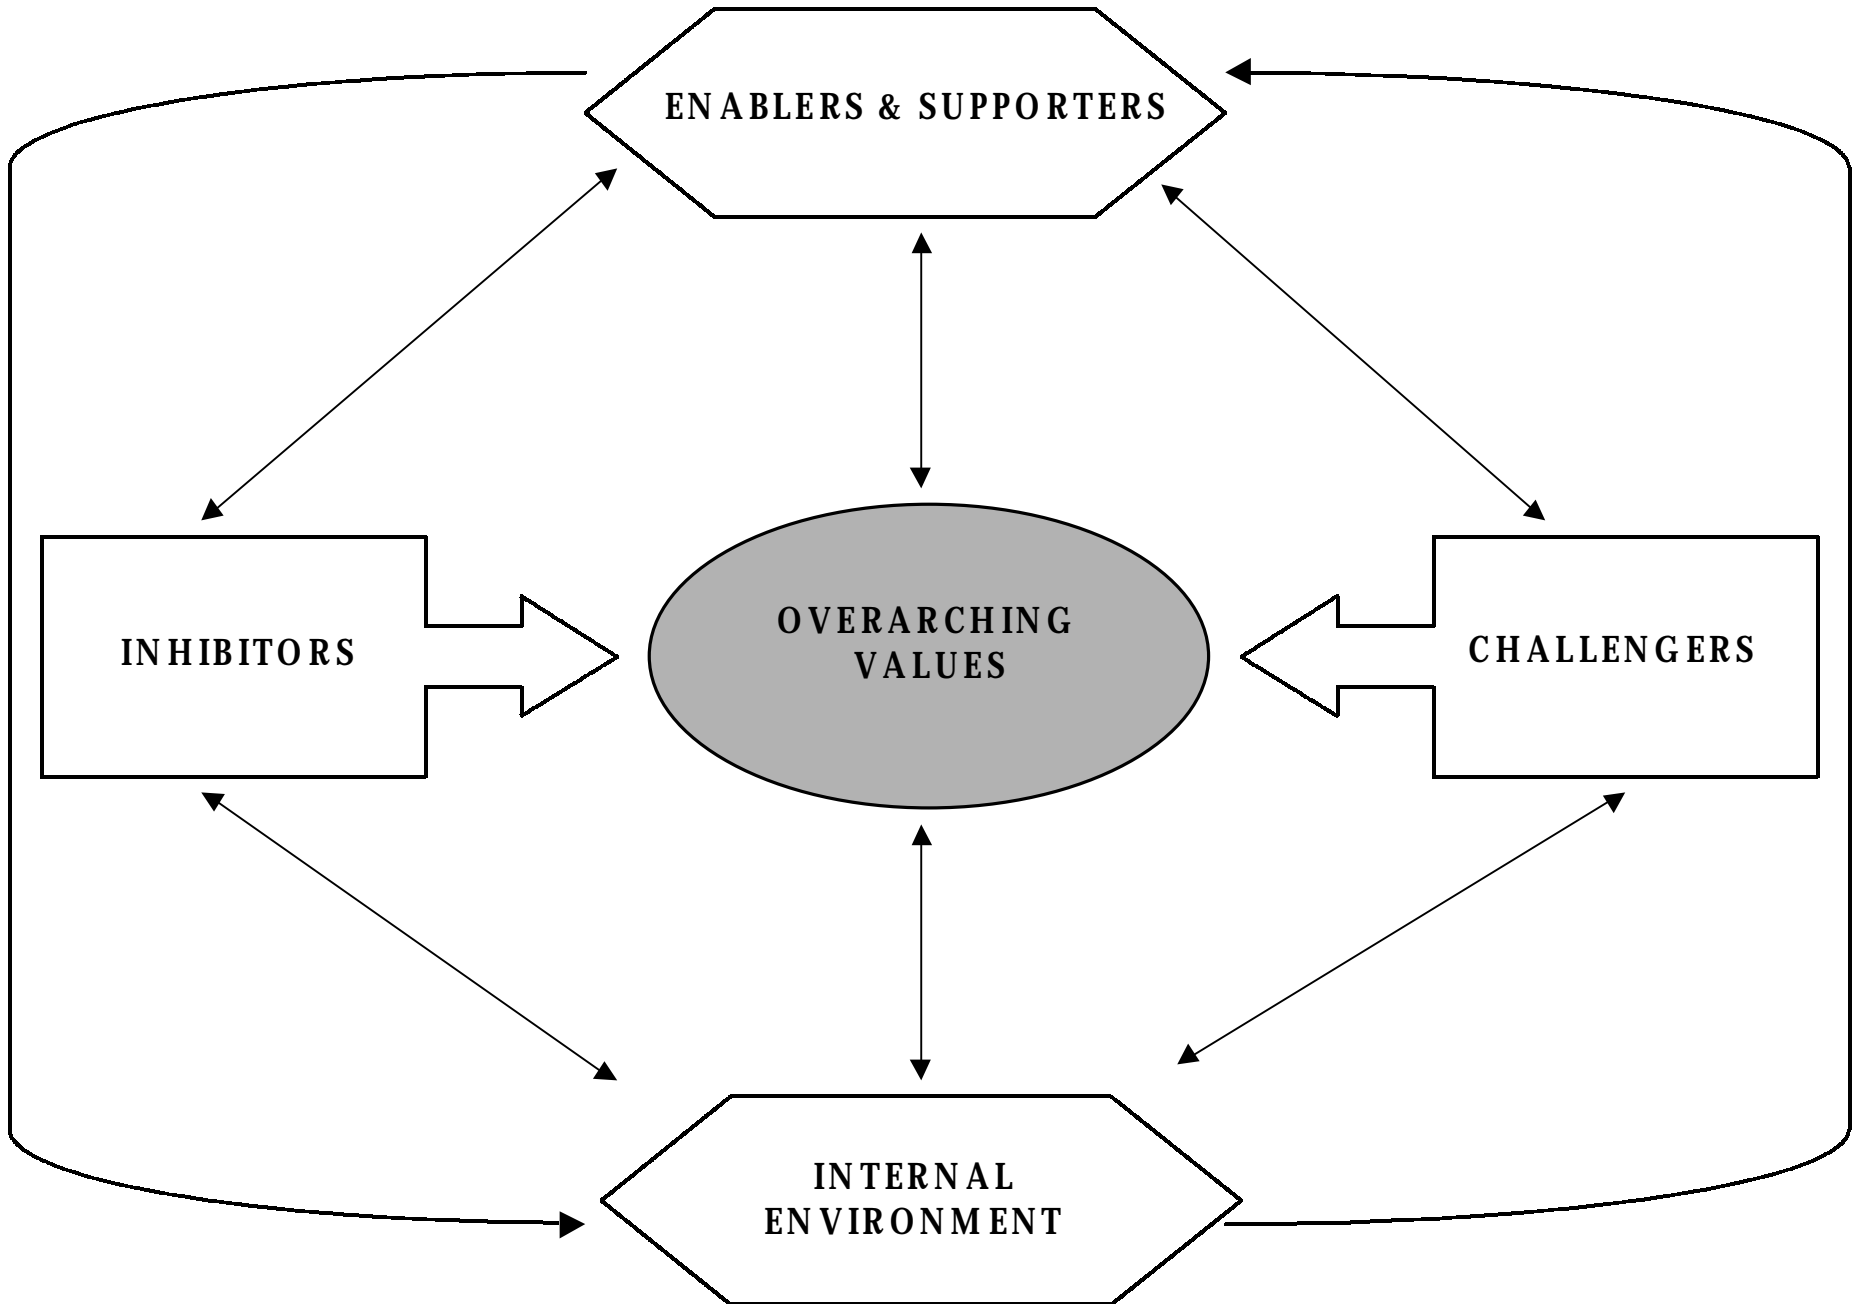 ENABLERS & SUPPORTERS
OVERARCHING
VALUES
INHIBITORS
CHALLENGERS
INTERNAL
ENVIRONMENT